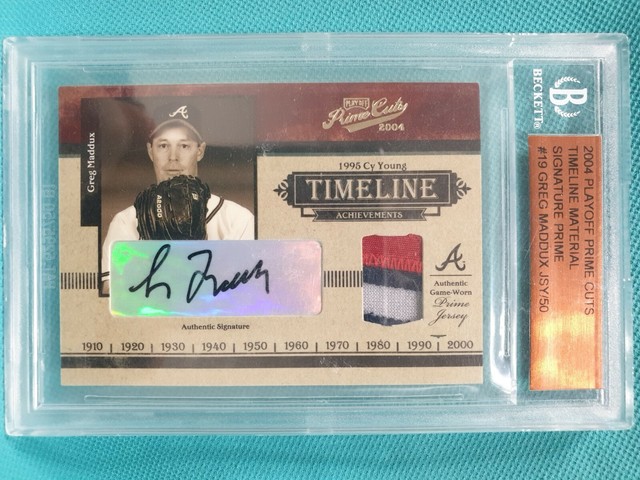 Greg Maddux
A
PLAYOFF
Prime Cuts
2004
1995 Cy Young
TIMELINE
ACHIEVEMENTS
Authentic Signature
A
Authentic
Game-Worn
Prime
Jersey
1910 | 1920 | 1930 | 1940 | 1950 | 1960 | 1970 | 1980 | 1990 | 2000
B
BECKETT®
2004 PLAYOFF PRIME CUTS
TIMELINE MATERIAL
SIGNATURE PRIME
#19 GREG MADDUX JSY/50